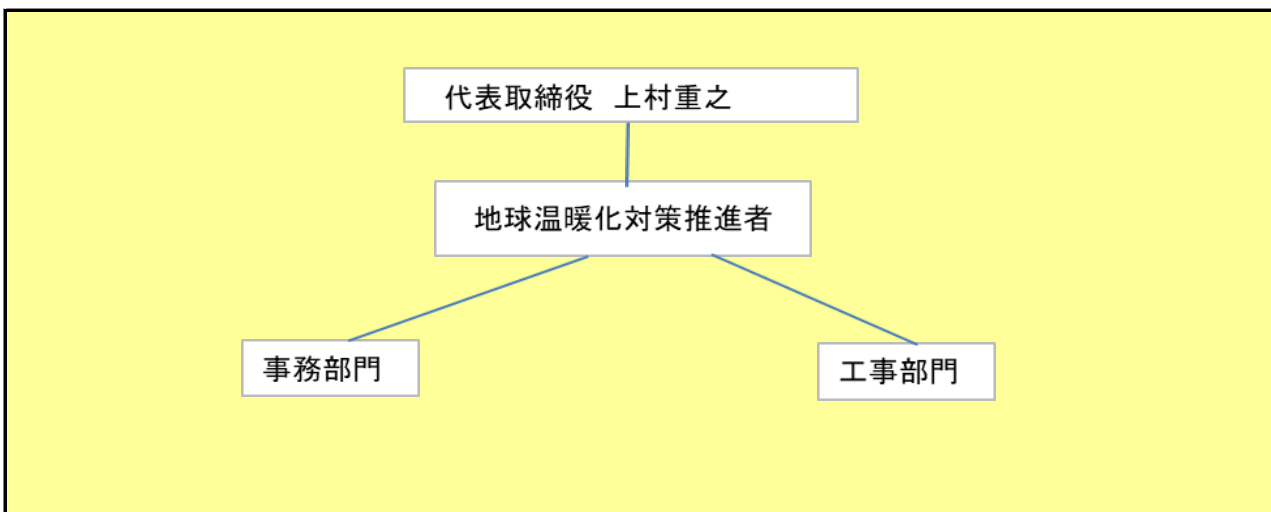 代表取締役 上村重之
地球温暖化対策推進者
事務部門
工事部門